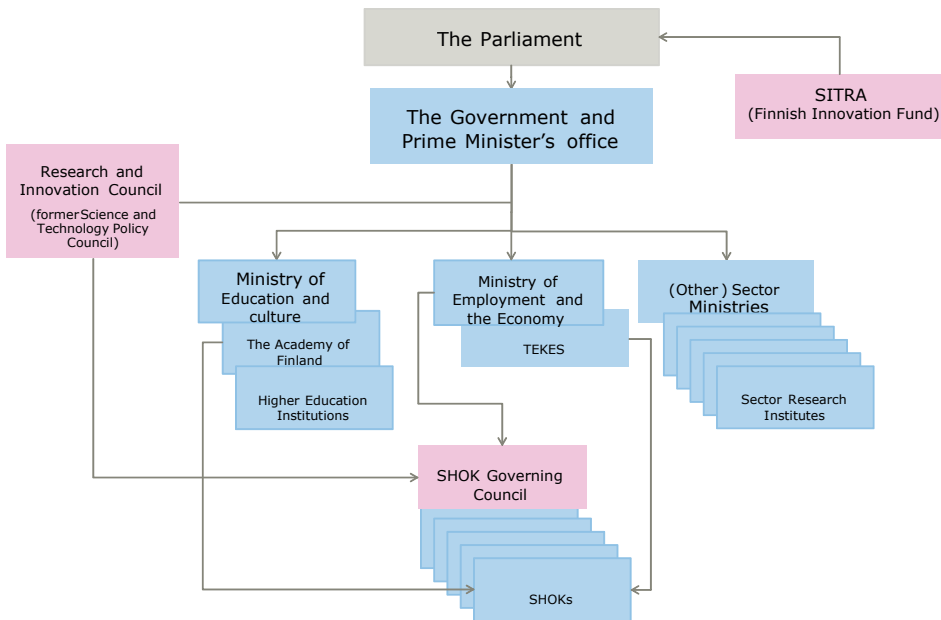 The Parliament
SITRA
(Finnish Innovation Fund)
The Government and
Prime Minister's office
Research and
Innovation Council
(formerScience and
Technology Policy
Council)
Ministry of
Education and
culture
The Academy of
Finland
Higher Education
Institutions
Ministry of
Employment and
the Economy
TEKES
(Other) Sector
Ministries
Sector Research
Institutes
SHOK Governing
Council
SHOKs